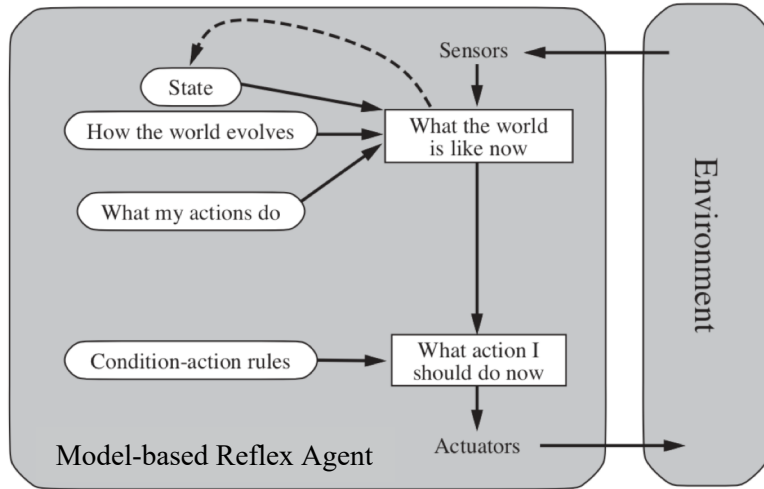 Sensors
State
How the world evolves
What the world
is like now
What my actions do
Environment
Condition-action rules
What action I
should do now
Actuators
Model-based Reflex Agent